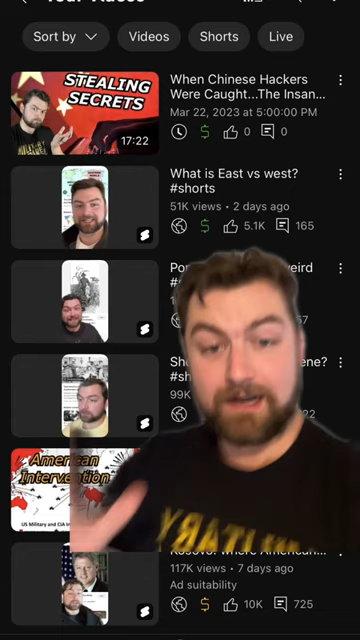 Sort by
Videos
Shorts
Live
STEALING
SECRETS
17:22
When Chinese Hackers
Were Caught...The Insan...
Mar 22, 2023 at 5:00:00 PM
0
0
What is East vs west?
#shorts
51K views • 2 days ago
5.1K
165
weird
99K
American
Intervention
US Military and CIA In
117K views • 7 days ago
Ad suitability
10K
725